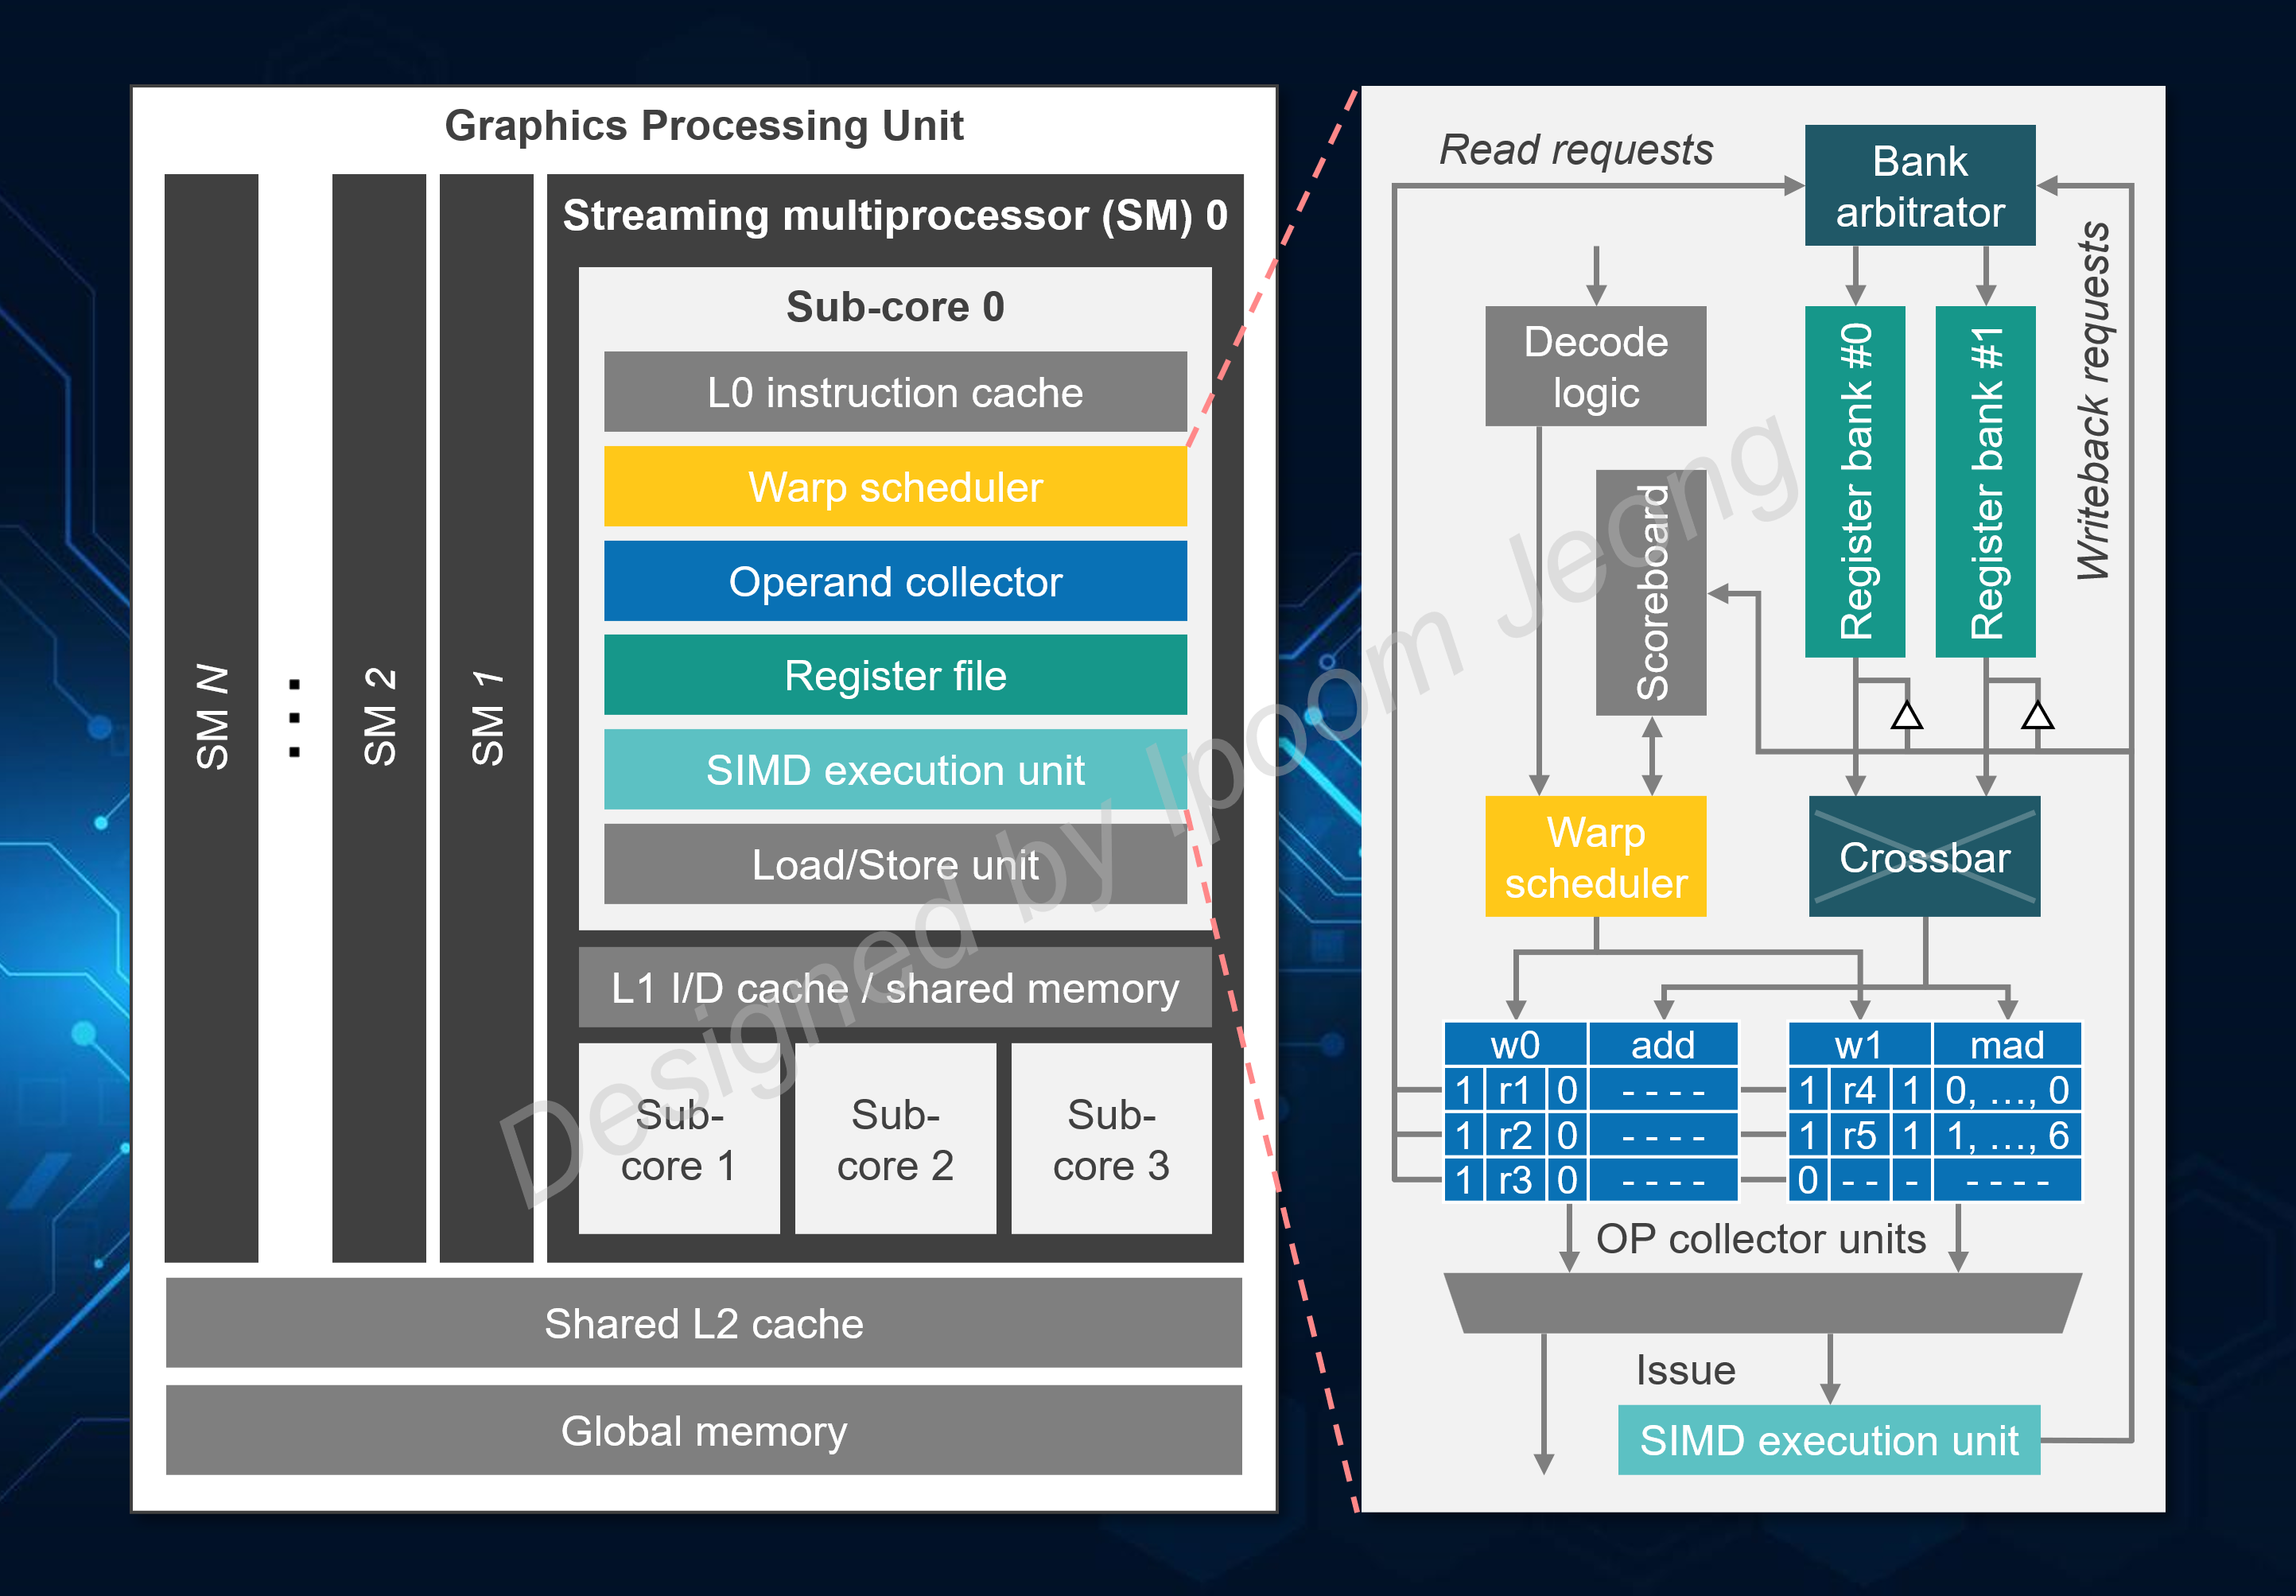 Graphics Processing Unit
SM N
SM 2
SM 1
Streaming multiprocessor (SM) 0
Sub-core 0
L0 instruction cache
Warp scheduler
Operand collector
Register file
SIMD execution unit
Load/Store unit
L1 I/D cache / shared memory
Sub-
core 1
Sub-
core 2
Sub-
core 3
Shared L2 cache
Global memory
Read requests
Bank
arbitrator
Writeback requests
Decode
logic
Register bank #0
Register bank #1
Scoreboard
Warp
scheduler
Crossbar
w0 add
1 r1 0 - - - -
1 r2 0 - - - -
1 r3 0 - - - -
w1 mad
1 r4 1 0, ..., 0
1 r5 1 1, ..., 6
0 - - - - - - -
OP collector units
Issue
SIMD execution unit
Designed by Ipoom Jeong